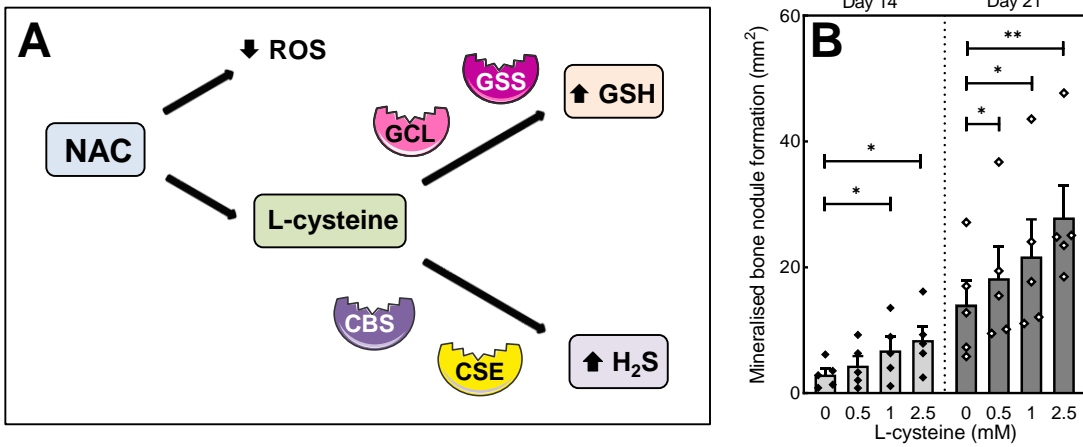 A
ROS
NAC
GCL
GSS
GSH
L-cysteine
CBS
CSE
H₂S
B
Day 14
Day 21
Mineralised bone nodule formation (mm²)
60
40
20
0
*
*
*
*
**
0 0.5 1 2.5 0 0.5 1 2.5
L-cysteine (mM)